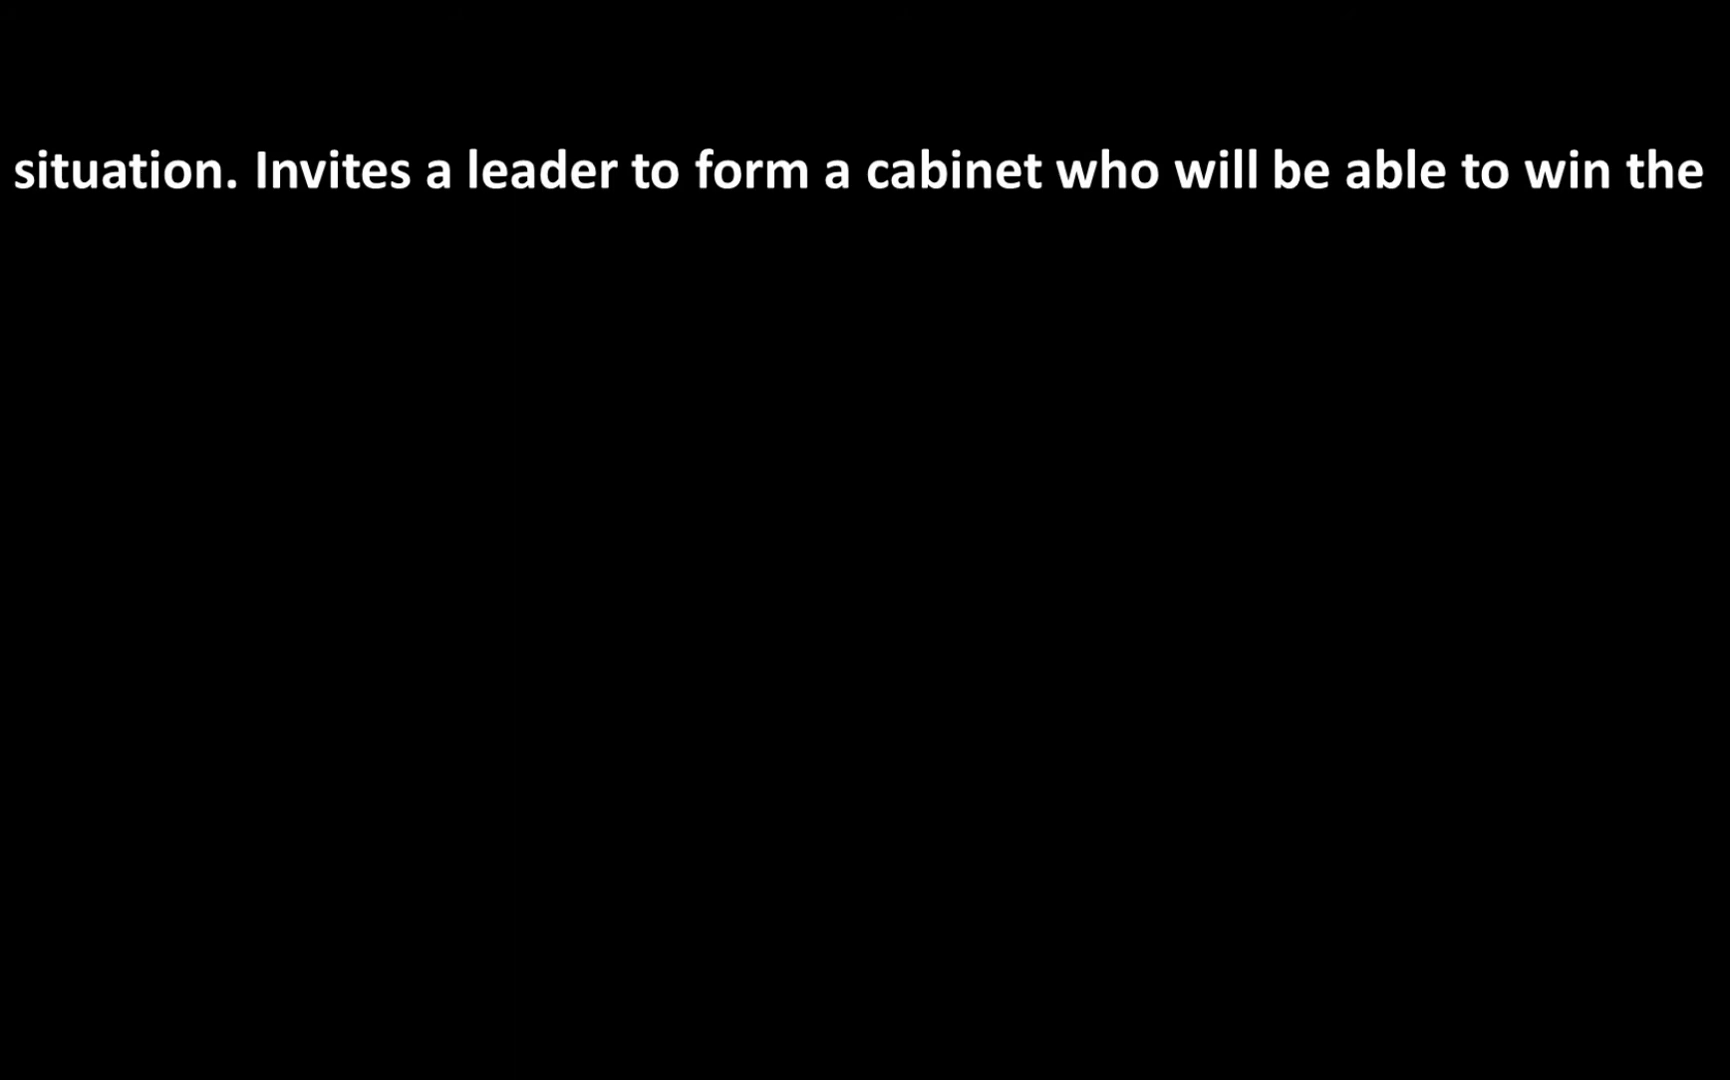 situation. Invites a leader to form a cabinet who will be able to win the